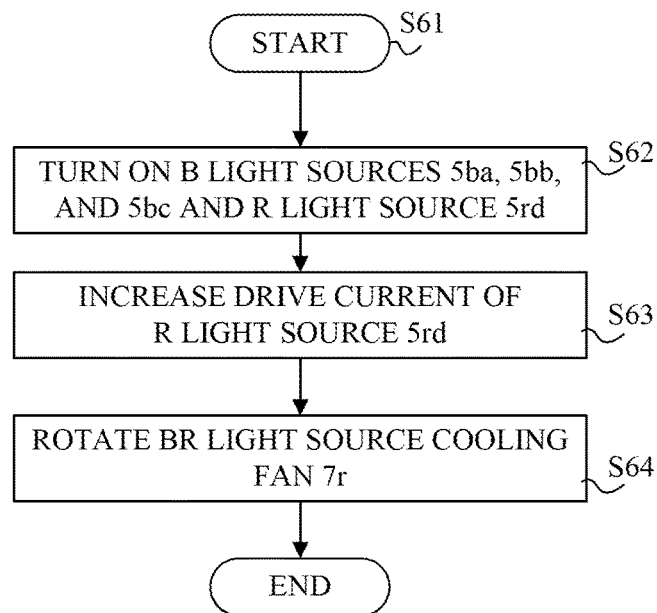 START
S61
TURN ON B LIGHT SOURCES 5ba, 5bb,
AND 5bc AND R LIGHT SOURCE 5rd
S62
INCREASE DRIVE CURRENT OF
R LIGHT SOURCE 5rd
S63
ROTATE BR LIGHT SOURCE COOLING
FAN 7r
S64
END